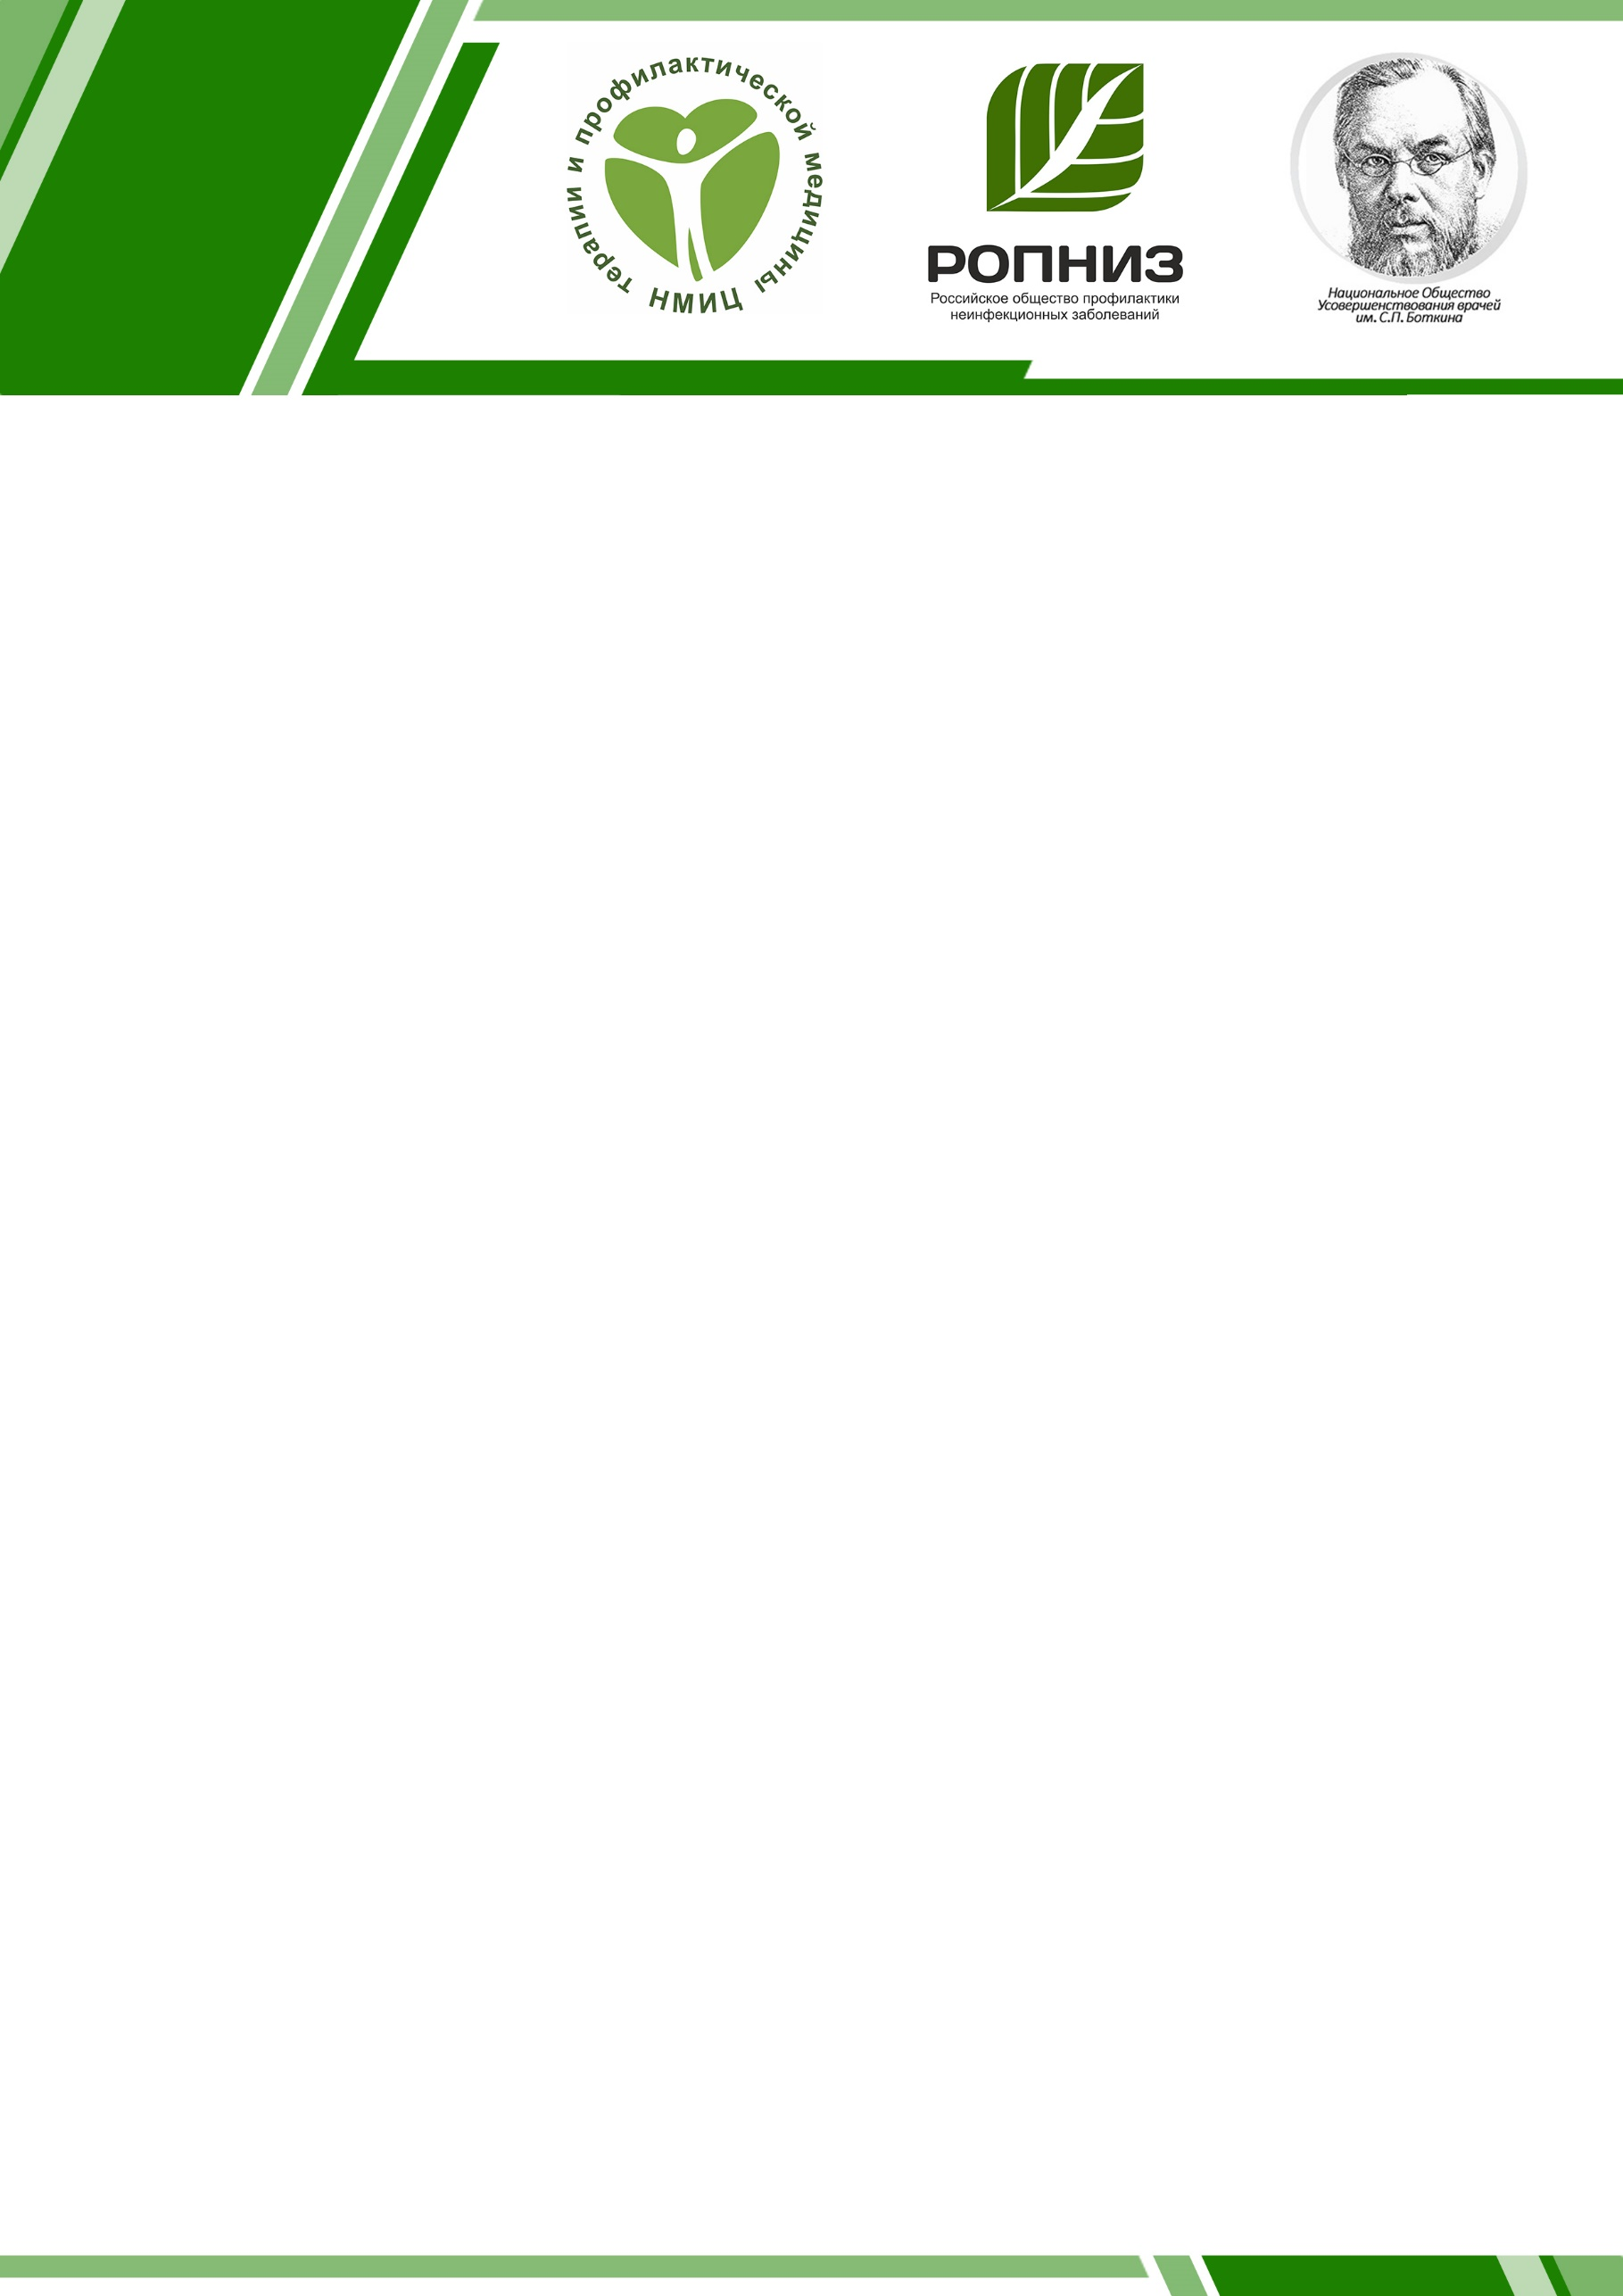 НМИЦ терапии и профилактической медицины
РОПНИЗ
Российское общество профилактики
неинфекционных заболеваний
Национальное Общество
Усовершенствования врачей
им. С.П. Боткина